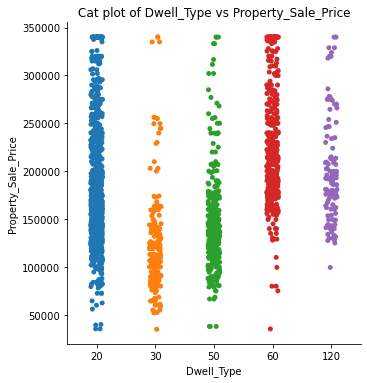 Cat plot of Dwell_Type vs Property_Sale_Price
Property_Sale_Price
350000
300000
250000
200000
150000
100000
50000
20 30 50 60 120
Dwell_Type